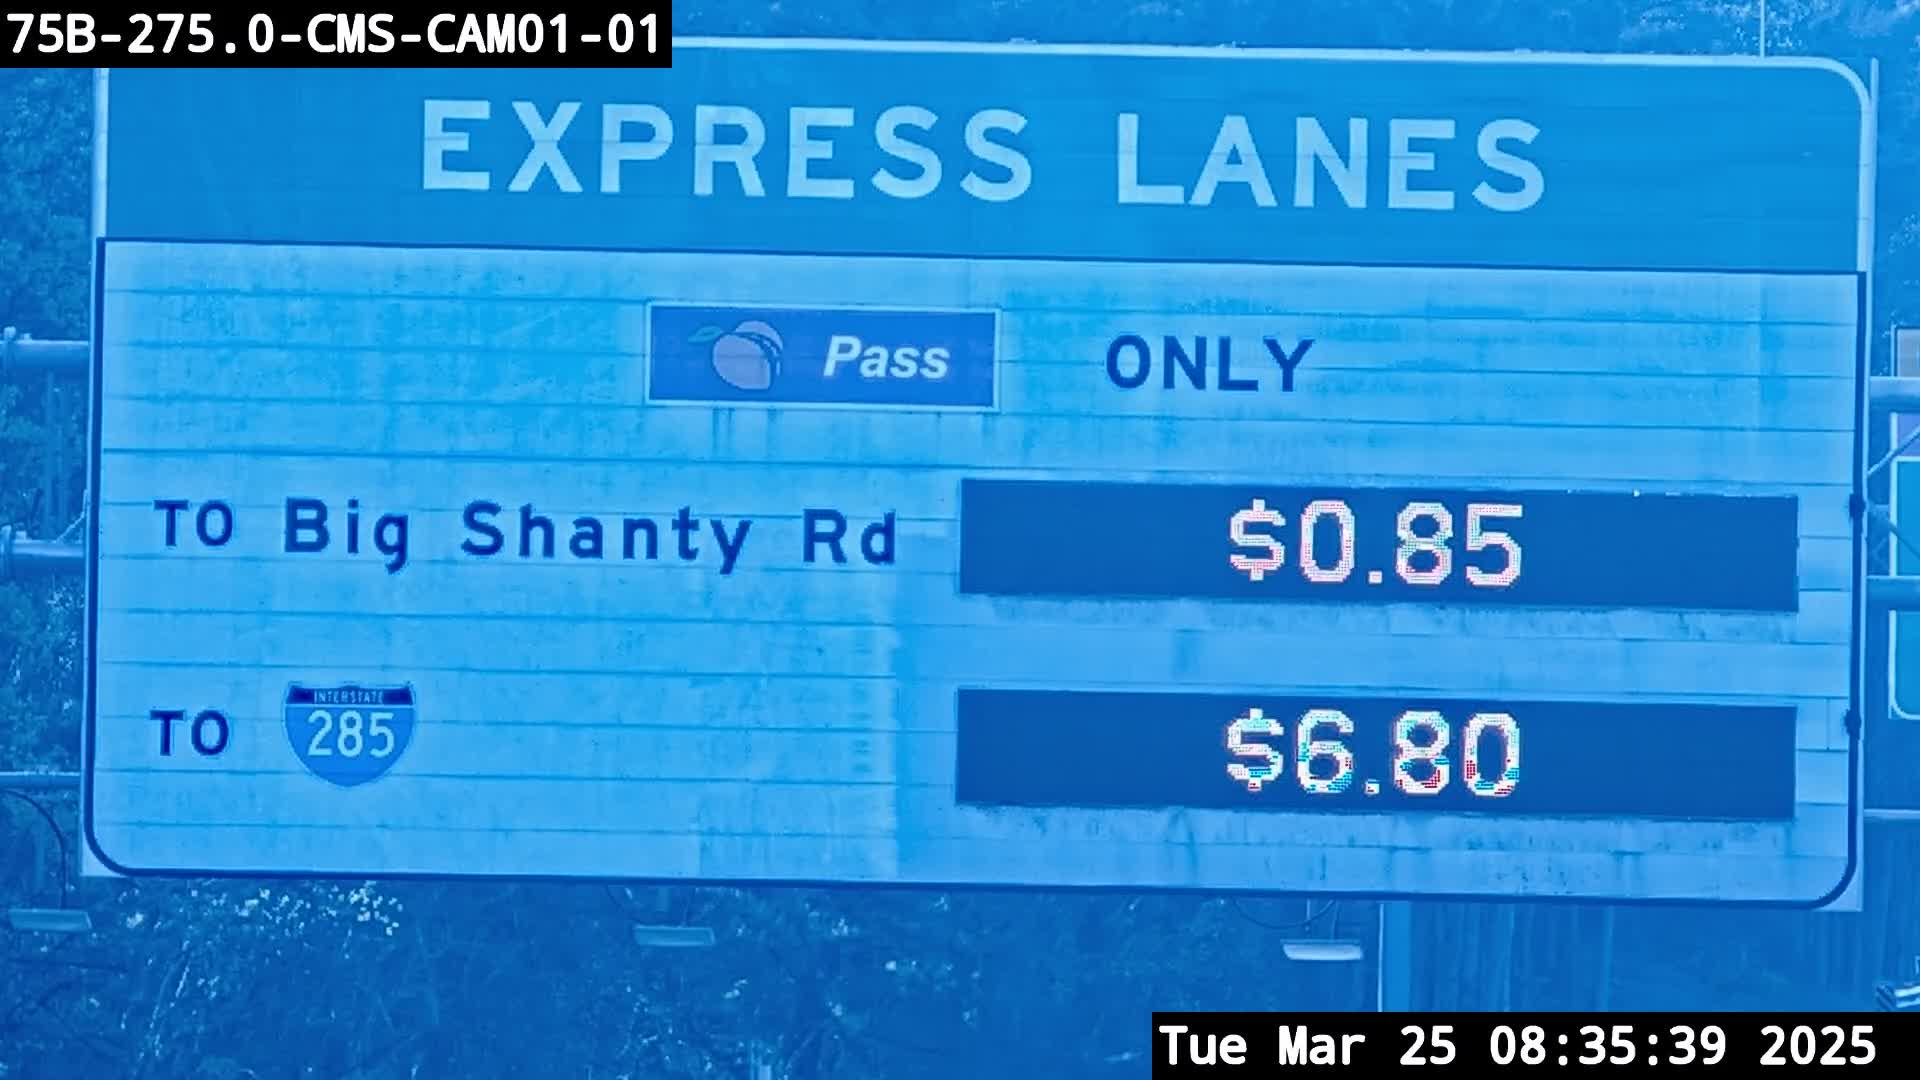 75B-275.0-CMS-CAM01-01
EXPRESS LANES
Pass ONLY
TO Big Shanty Rd $0.85
TO INTERSTATE 285 $6.80
Tue Mar 25 08:35:39 2025